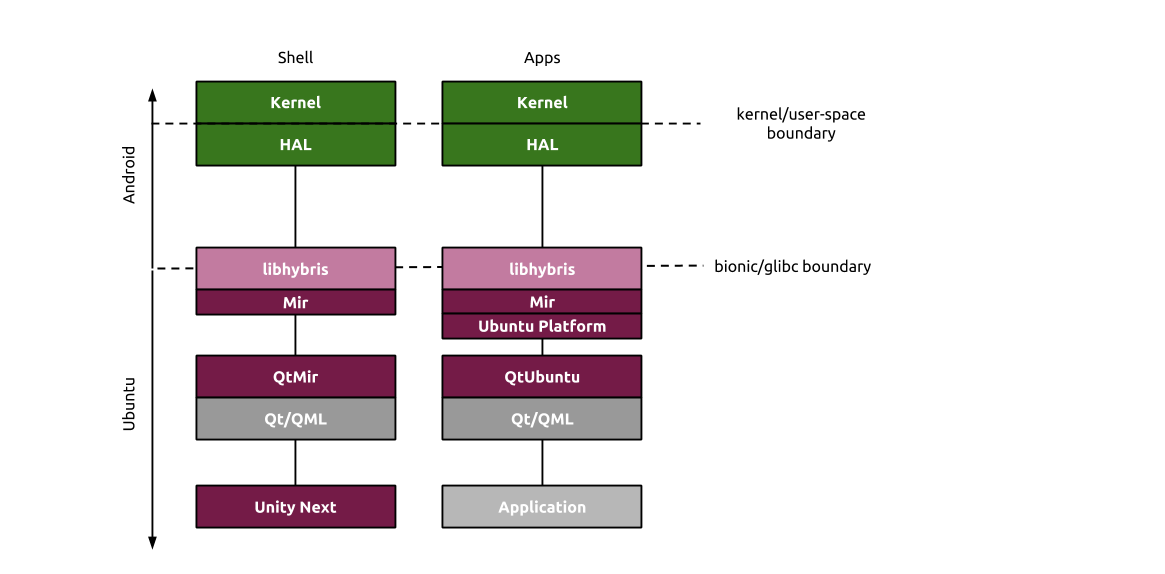 Shell
Apps
Kernel
Kernel
kernel/user-space
boundary
HAL
HAL
Android
libhybris
libhybris
bionic/glibc boundary
Mir
Mir
Ubuntu Platform
QtMir
QtUbuntu
Ubuntu
Qt/QML
Qt/QML
Unity Next
Application